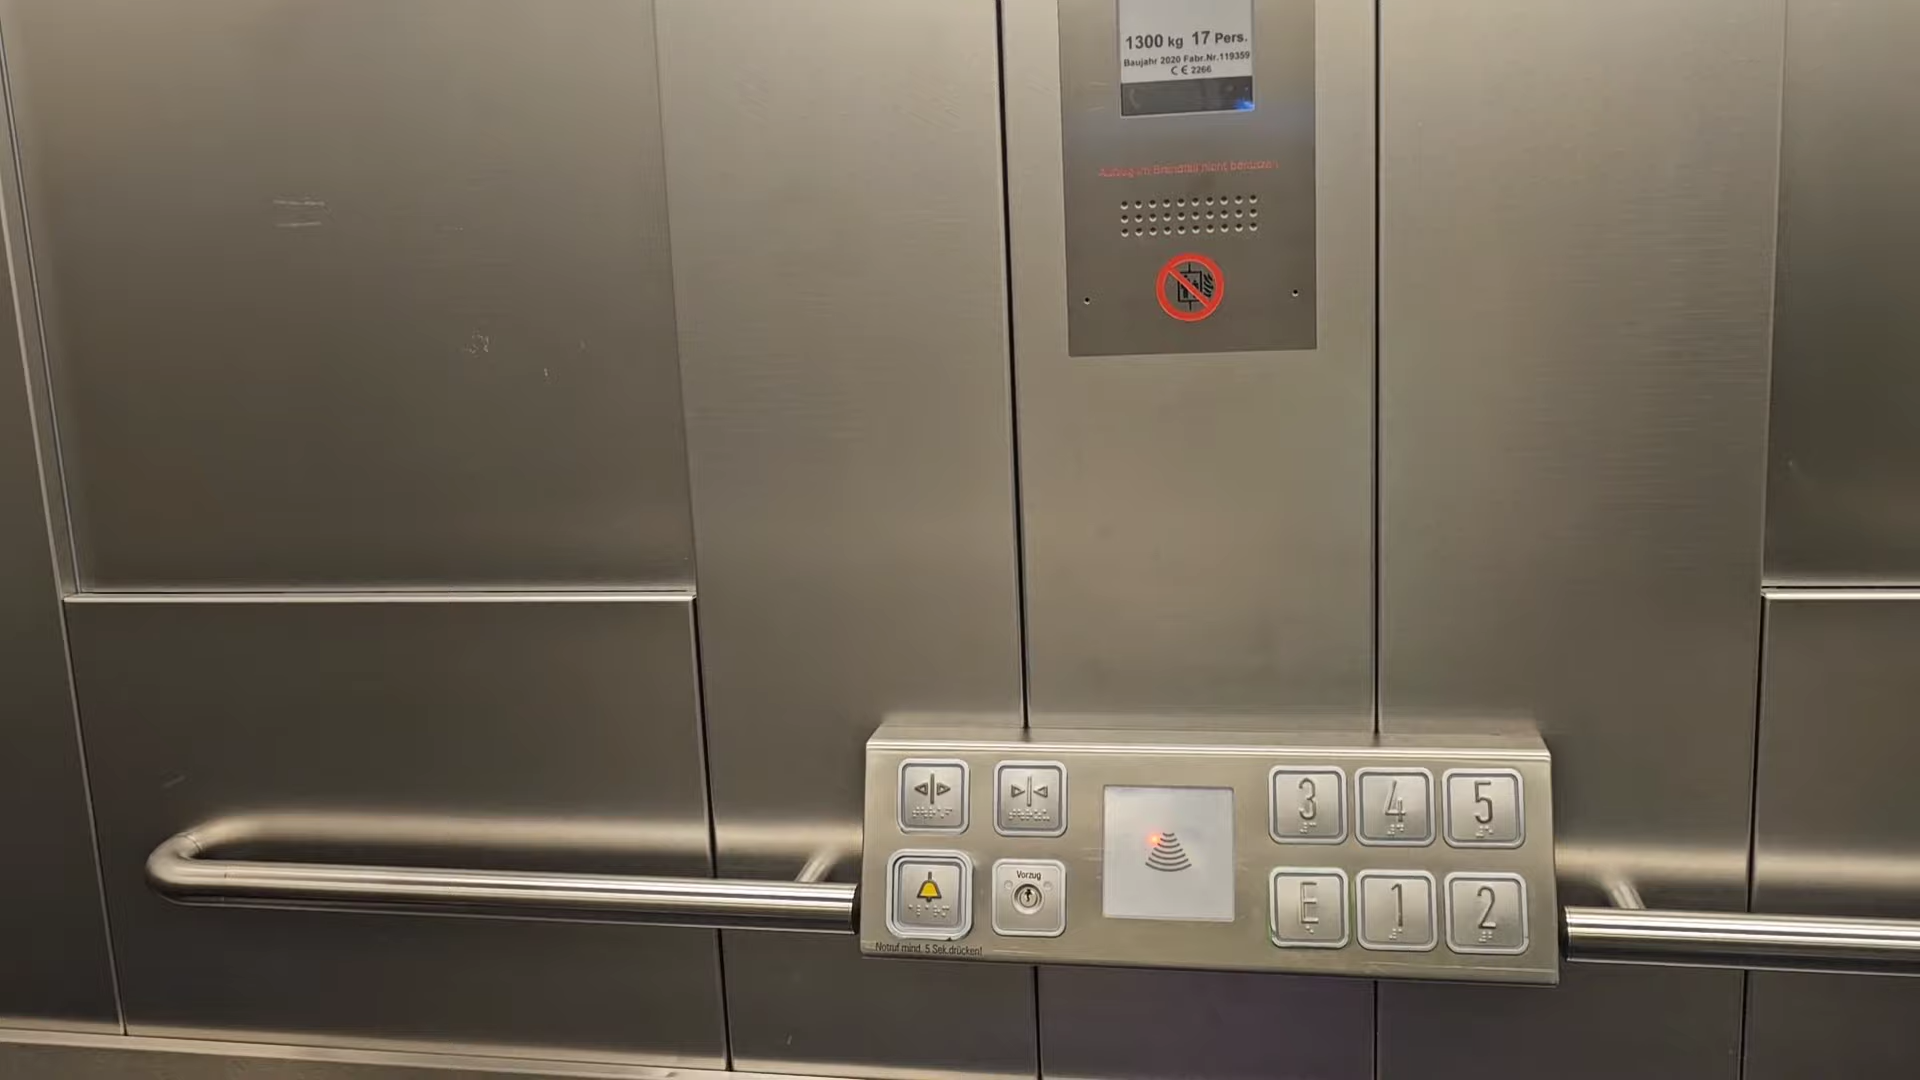 1300 kg 17 Pers.
Baujahr 2020 Fabr.Nr.119359
CE 2266
Aufzug im Brandfall nicht benutzen
3 4 5
Vorzug
E 1 2
Notruf mind. 5 Sek.drücken!